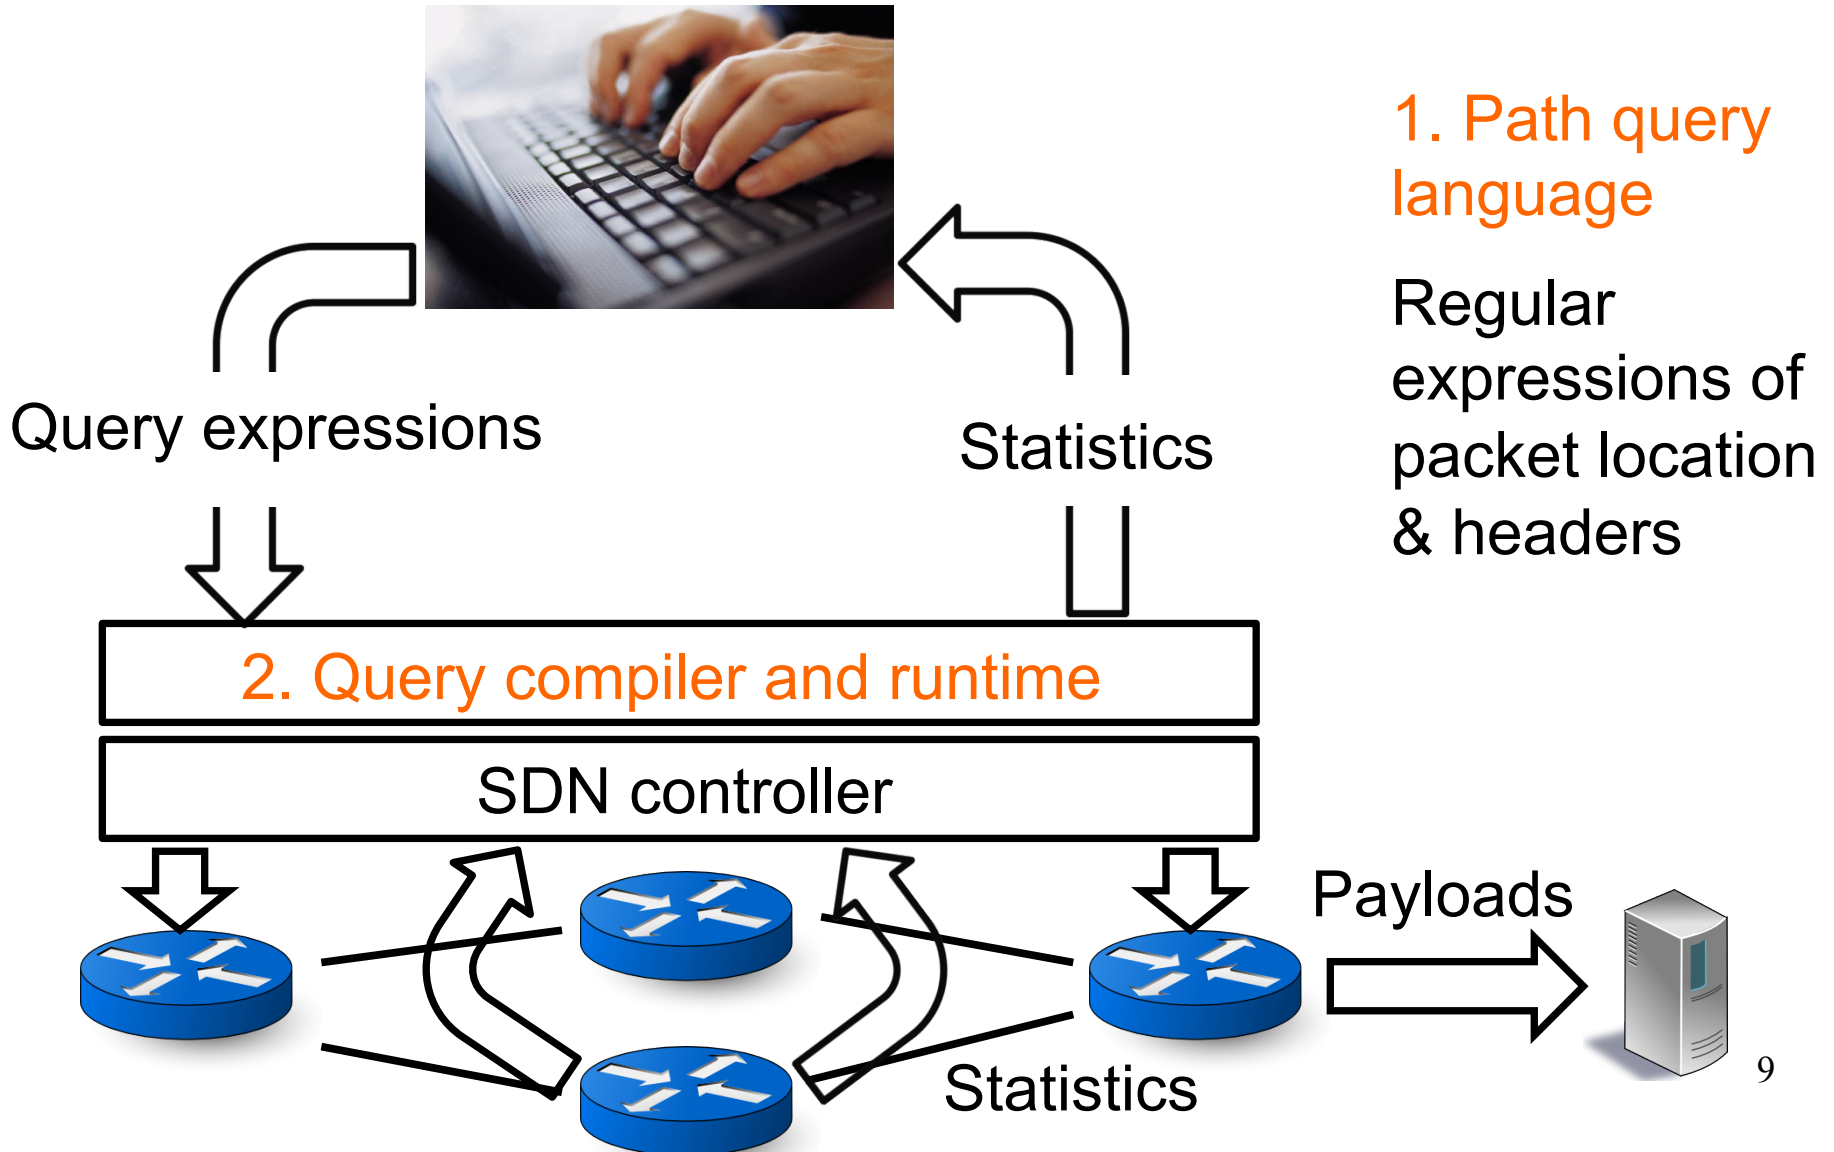 1. Path query
language
Regular
expressions of
packet location
& headers
Query expressions
Statistics
2. Query compiler and runtime
SDN controller
Payloads
Statistics
9